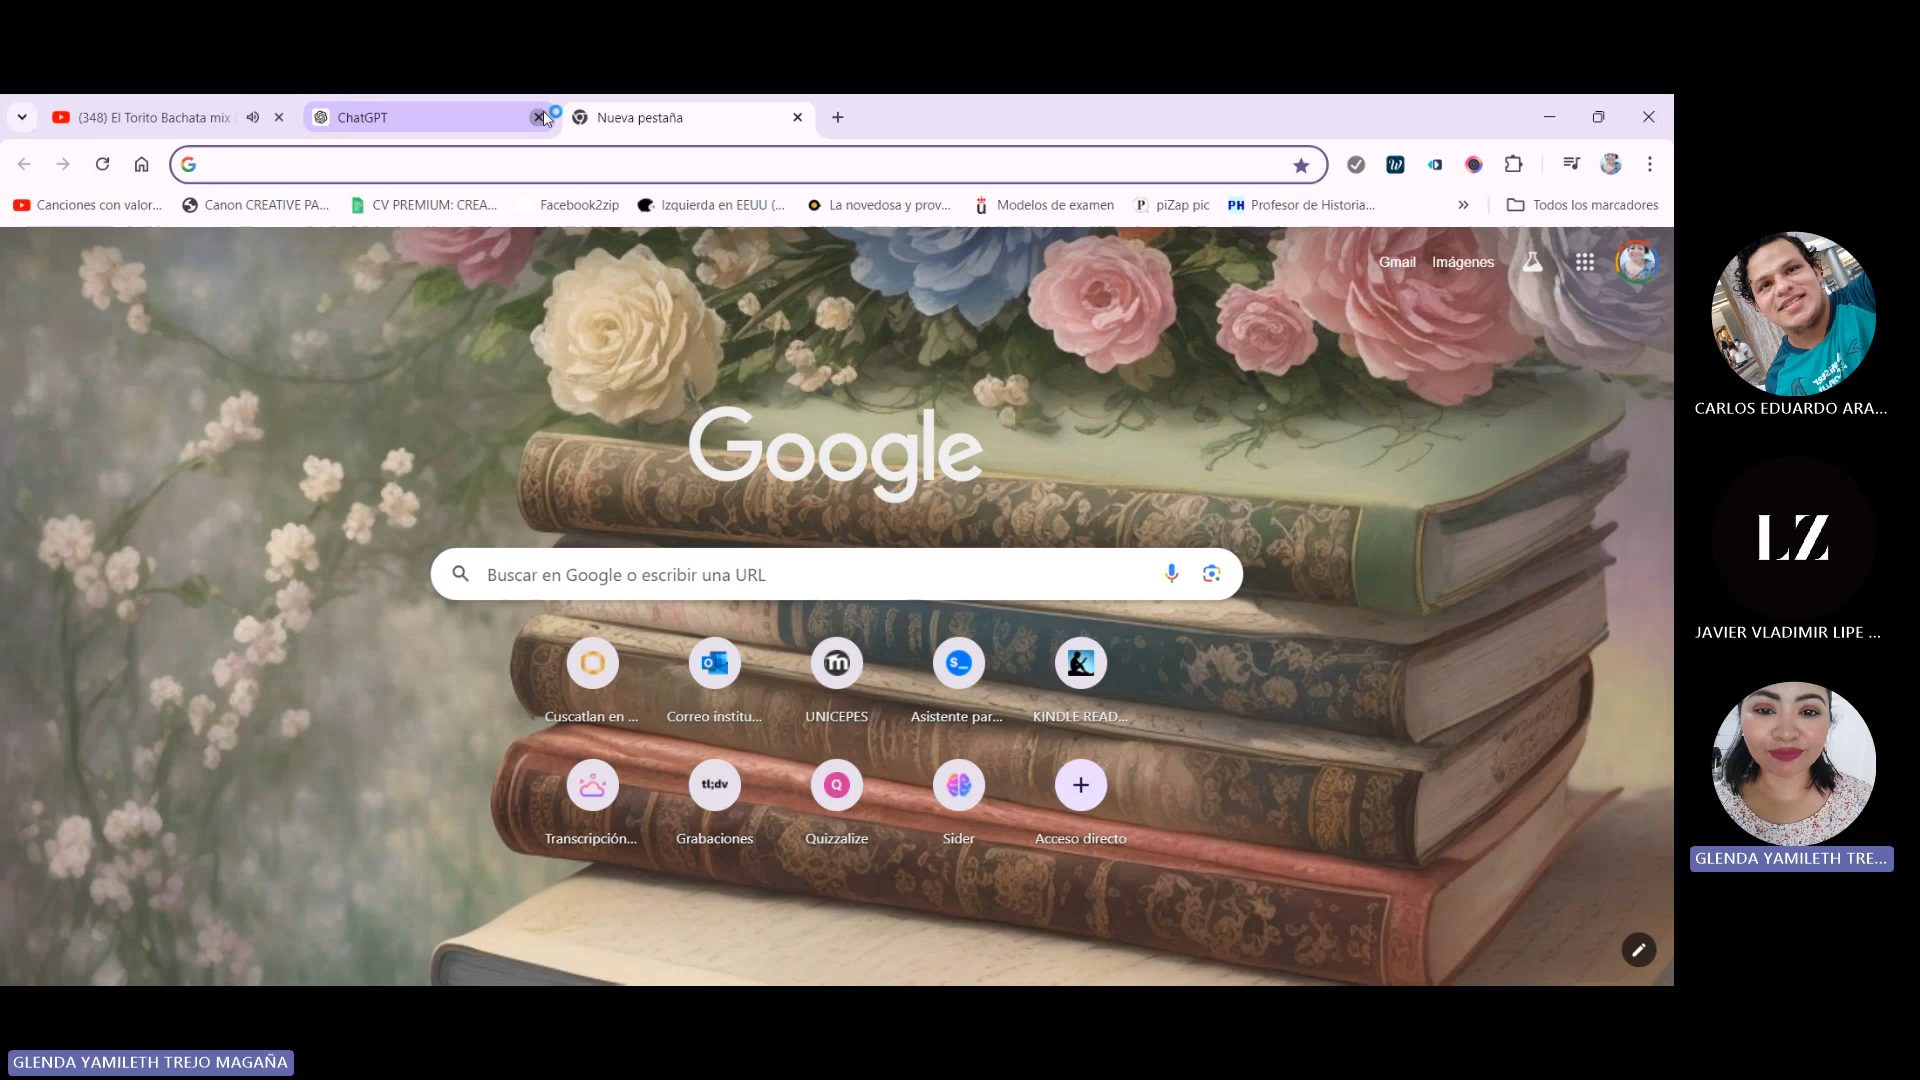 (348) El Torito Bachata mix
ChatGPT
Nueva pestaña
Canciones con valor...
Canon CREATIVE PA...
CV PREMIUM: CREA...
Facebook2zip
Izquierda en EEUU (...
La novedosa y prov...
Modelos de examen
piZap pic
PH Profesor de Historia...
Todos los marcadores
Gmail
Imágenes
Google
Buscar en Google o escribir una URL
Cuscatlan en ...
Correo institu...
UNICEPES
S_
Asistente par...
KINDLE READ...
Transcripción...
tl;dv
Grabaciones
Q
Quizzalize
Sider
Acceso directo
CARLOS EDUARDO ARA...
LZ
JAVIER VLADIMIR LIPE ...
GLENDA YAMILETH TRE...
GLENDA YAMILETH TREJO MAGAÑA